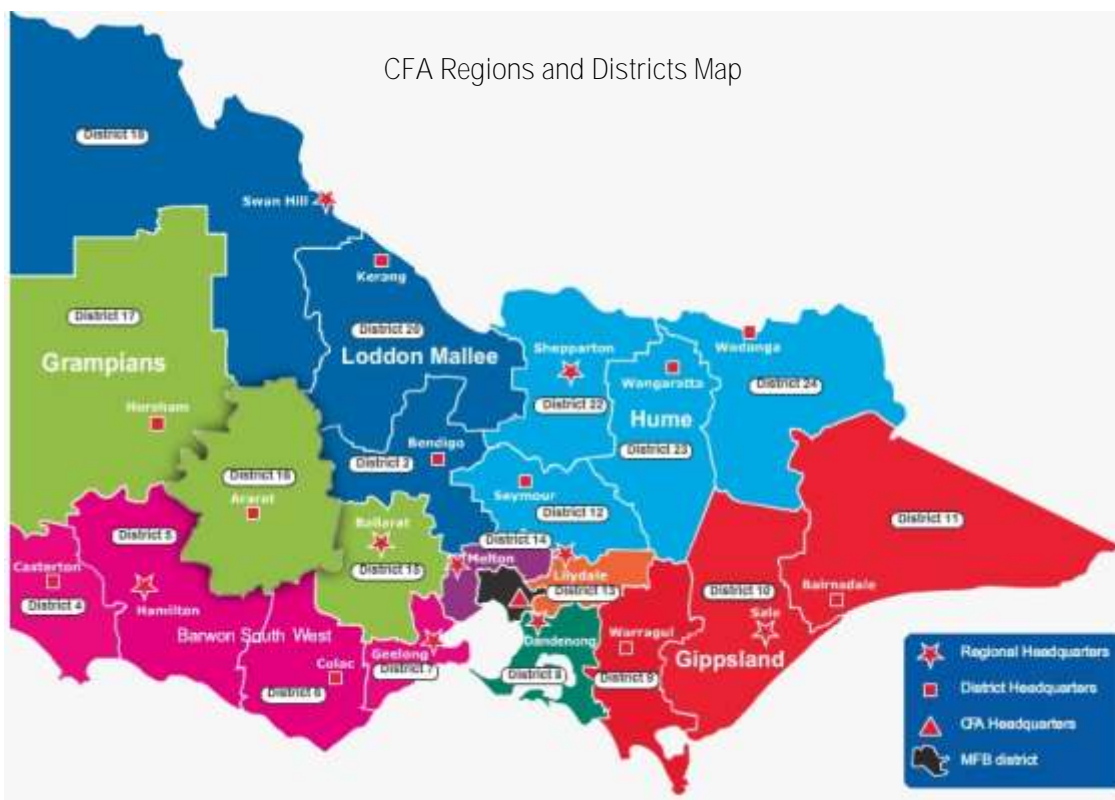 CFA Regions and Districts Map
District 18
Swan Hill
Kerang
District 17
District 20
Loddon Mallee
Grampians
Shepparton
Wodonga
Wangaratta
District 24
District 22
Hume
Horsham
Bendigo
District 2
District 23
District 16
Ararat
Seymour
District 12
District 11
Ballarat
District 5
District 14
Melton
District 15
Lilydale
Casterton
District 4
District 13
District 10
Bairnsdale
Hamilton
Sale
Barwon South West
Dandenong
Warragul
Geelong
Gippsland
Colac
District 7
District 8
District 9
District 6
Regional Headquarters
District Headquarters
CFA Headquarters
MFB district